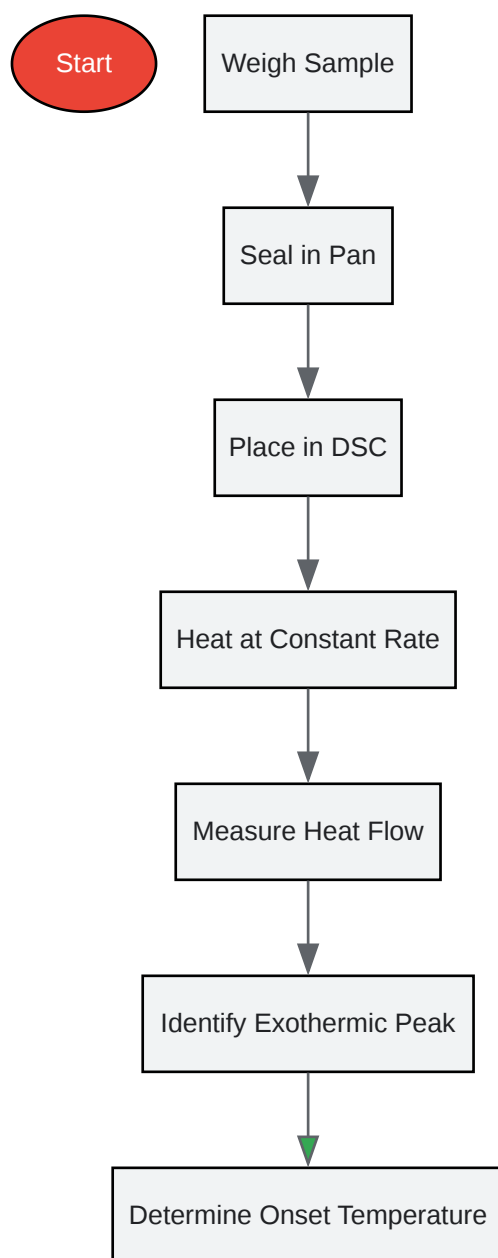 Start
Weigh Sample
Seal in Pan
Place in DSC
Heat at Constant Rate
Measure Heat Flow
Identify Exothermic Peak
Determine Onset Temperature